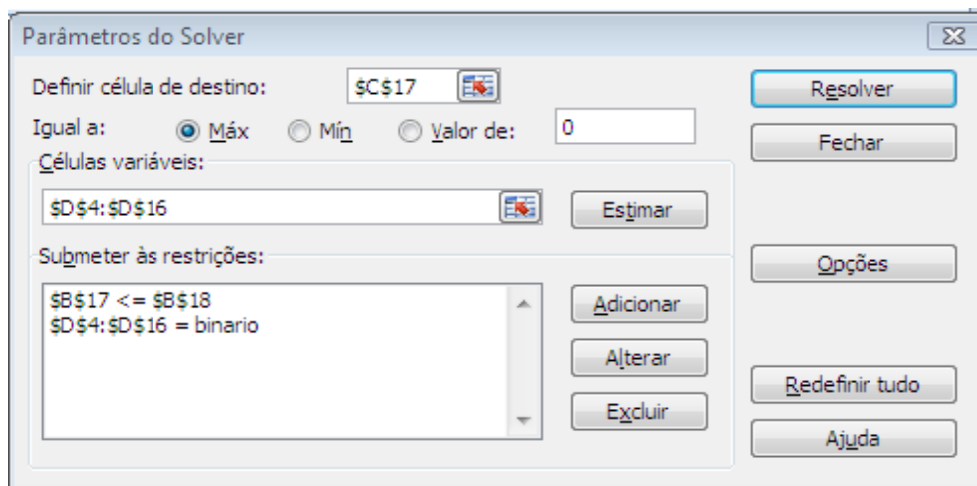 Parâmetros do Solver
Definir célula de destino: $C$17 Resolver
Igual a: Máx Mín Valor de: 0 Fechar
Células variáveis:
$D$4:$D$16 Estimar
Submeter às restrições: Opções
$B$17 <= $B$18 Adicionar
$D$4:$D$16 = binario
Alterar
Redefinir tudo
Excluir
Ajuda